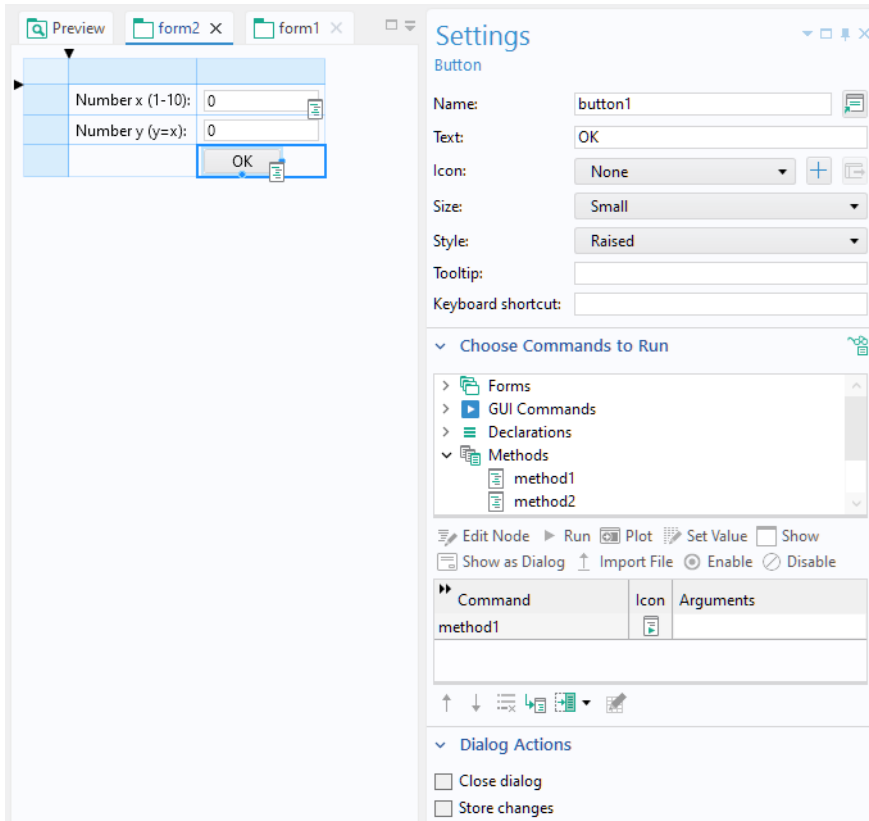 Preview form2 form1
Number x (1-10): 0
Number y (y=x): 0
OK
Settings
Button
Name: button1
Text: OK
Icon: None
Size: Small
Style: Raised
Tooltip:
Keyboard shortcut:
Choose Commands to Run
Forms
GUI Commands
Declarations
Methods
method1
method2
Edit Node Run Plot Set Value Show
Show as Dialog Import File Enable Disable
Command Icon Arguments
method1
Dialog Actions
Close dialog
Store changes